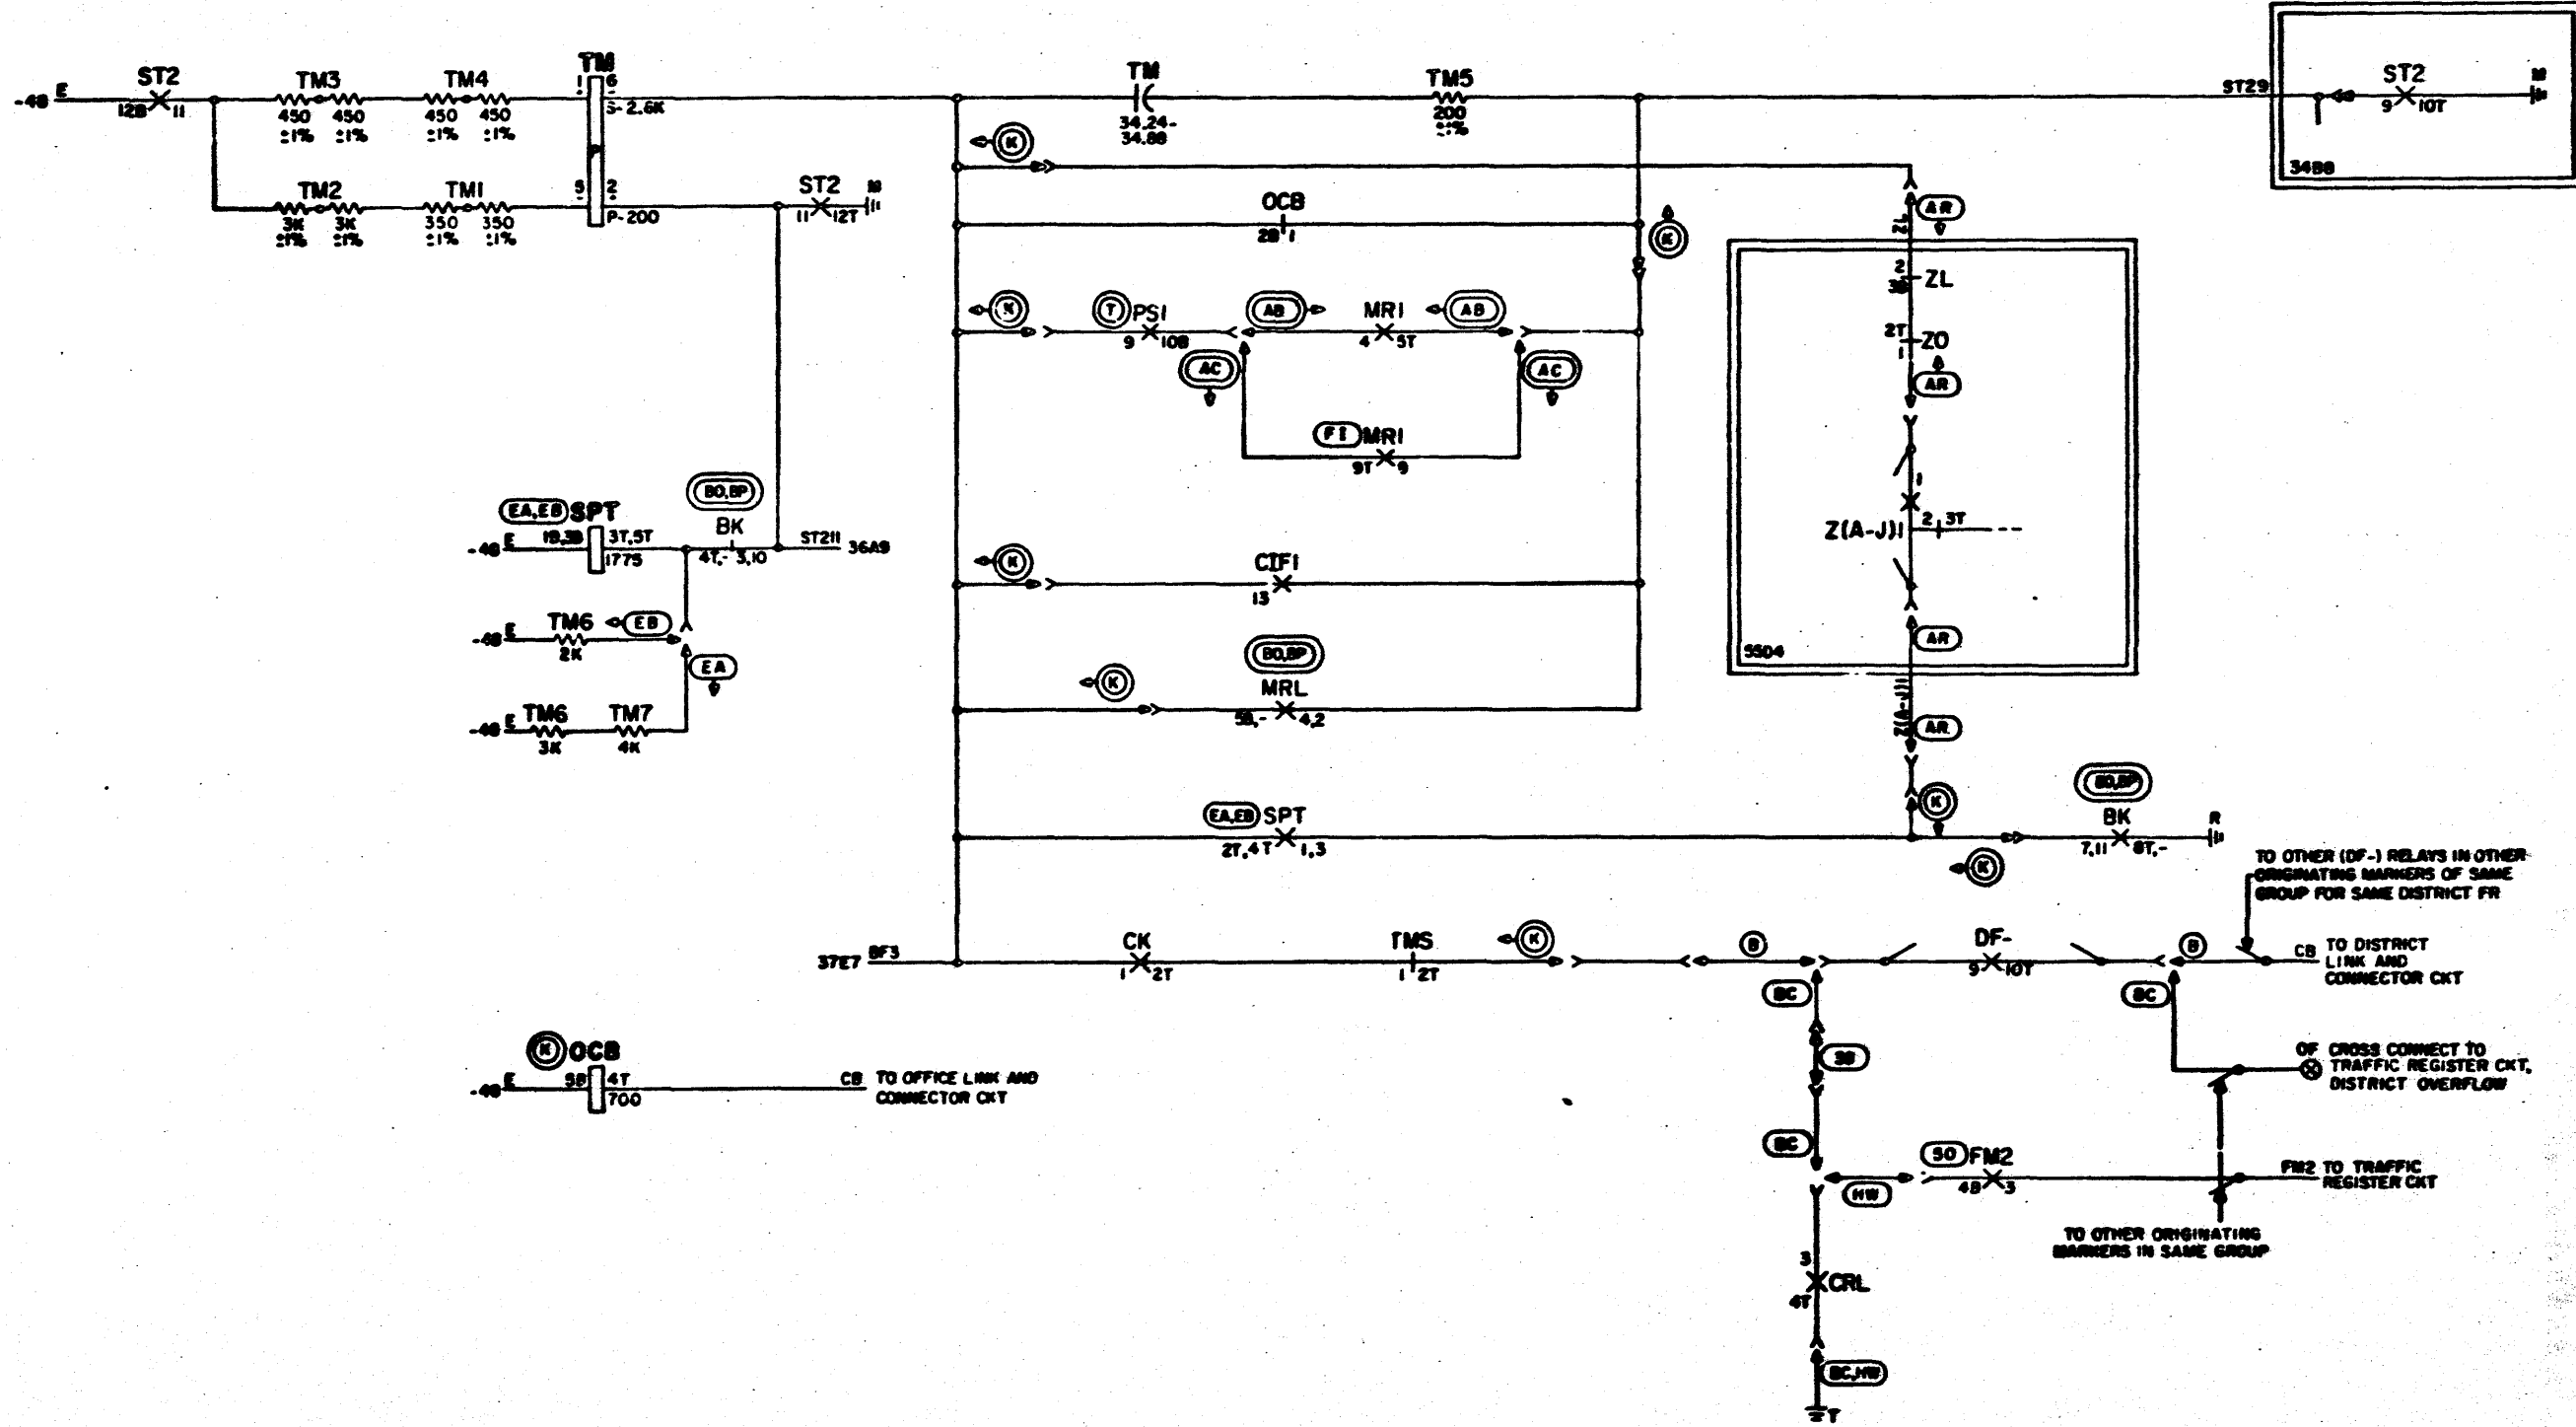 -48 E
ST2
12B 11
TM3
450 450
±1% ±1%
TM4
450 450
±1% ±1%
TM
1 6
S-2.6K
P
TM2
3K 3K
±1% ±1%
TM1
350 350
±1% ±1%
5 2
P-200
ST2
11 12T
M
TM
34.24-
34.88
TM5
200
±1%
ST29
ST2
9 10T
M
34B8
K
OCB
2B 1
K
K
T PS1
9 10B
AB
MR1
4 5T
AB
AC
AC
F1 MR1
9T 9
AR
ZL
2
3B ZL
2T
1 ZO
AR
1
Z(A-J)1
2 3T
5504
AR
Z(A-J)1
AR
EA,EB SPT
-48 E
1B,3B
3T,5T
1775
BO,BP
BK
4T,- 3,10
ST211 36A9
TM6
EB
-48 E
2K
EA
TM6 TM7
-48 E
3K 4K
K
CIF1
13
K
BO,BP
MRL
5B,- 4,2
EA,EB SPT
2T,4T 1,3
K
BO,BP
BK
7,11 8T,-
R
K
37E7 BF3
CK
1 2T
TMS
1 2T
K
B
DF-
9 10T
B
CB TO DISTRICT
LINK AND
CONNECTOR CKT
TO OTHER (DF-) RELAYS IN OTHER
ORIGINATING MARKERS OF SAME
GROUP FOR SAME DISTRICT FR
BC
BC
K OCB
-48 E
5B 4T
700
CB TO OFFICE LINK AND
CONNECTOR CKT
OF CROSS CONNECT TO
TRAFFIC REGISTER CKT,
DISTRICT OVERFLOW
BC
HW
SO FM2
4B 3
FM2 TO TRAFFIC
REGISTER CKT
TO OTHER ORIGINATING
MARKERS IN SAME GROUP
3
CRL
4T
BC,HW
T